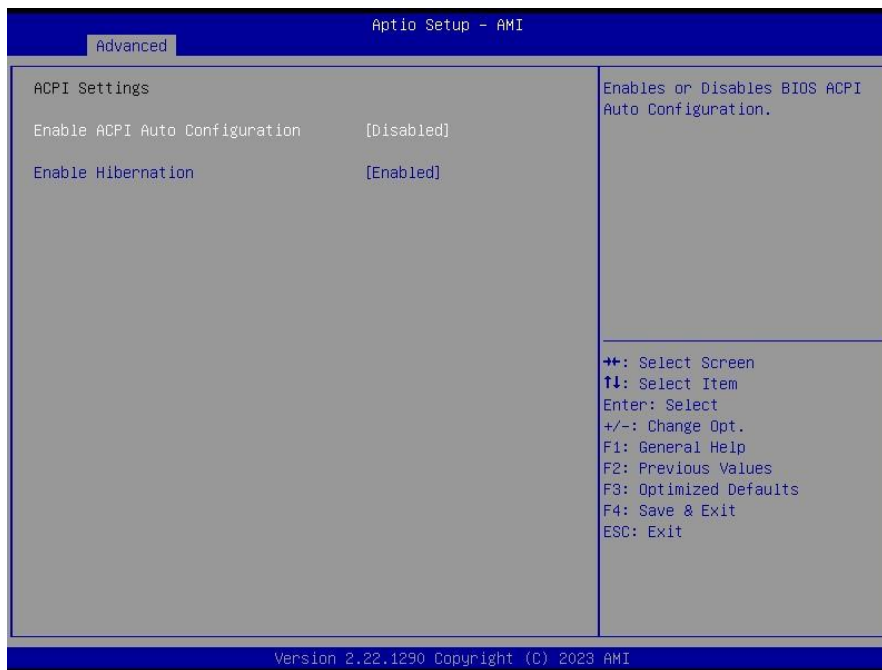 Aptio Setup - AMI
Advanced
ACPI Settings
Enable ACPI Auto Configuration [Disabled]
Enable Hibernation [Enabled]
Enables or Disables BIOS ACPI
Auto Configuration.
→←: Select Screen
↑↓: Select Item
Enter: Select
+/-: Change Opt.
F1: General Help
F2: Previous Values
F3: Optimized Defaults
F4: Save & Exit
ESC: Exit
Version 2.22.1290 Copyright (C) 2023 AMI